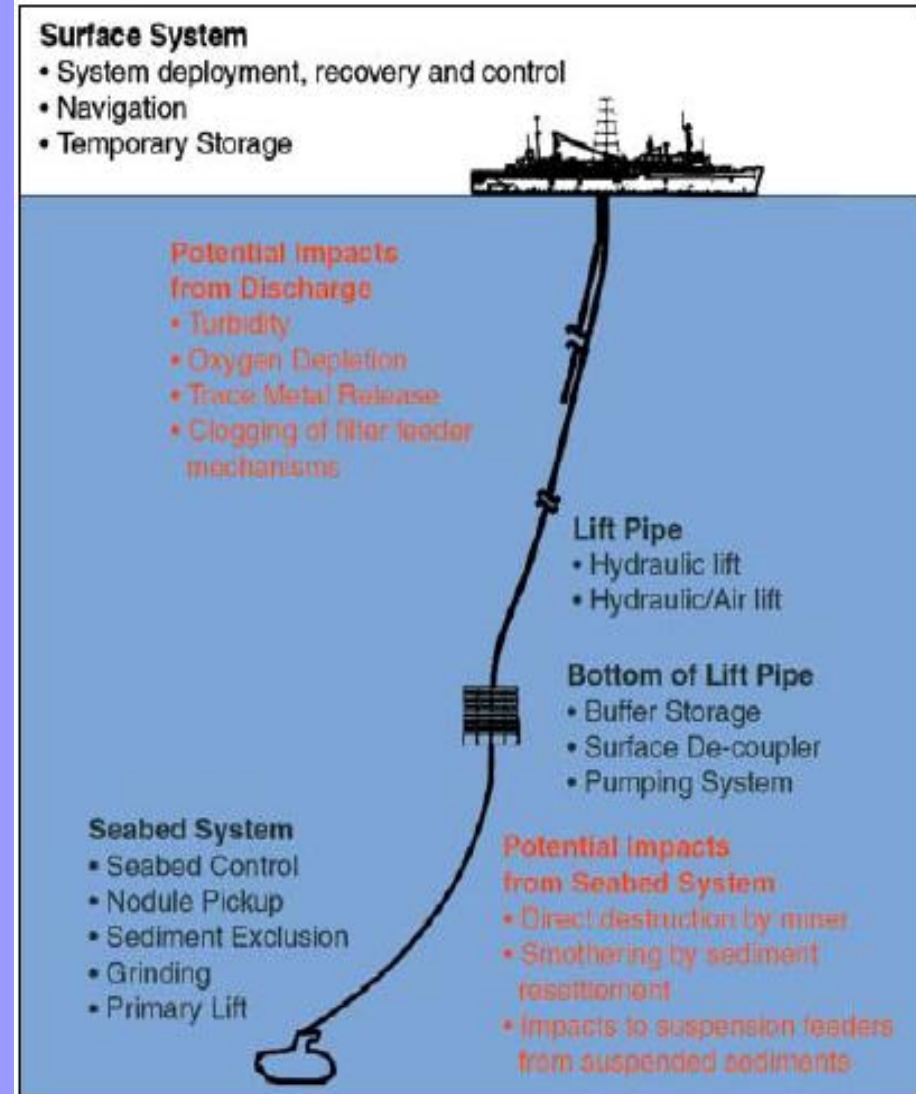 Surface System
• System deployment, recovery and control
• Navigation
• Temporary Storage
Potential Impacts
from Discharge
• Turbidity
• Oxygen Depletion
• Trace Metal Release
• Clogging of filter feeder
mechanisms
Lift Pipe
• Hydraulic lift
• Hydraulic/Air lift
Bottom of Lift Pipe
• Buffer Storage
• Surface De-coupler
• Pumping System
Seabed System
• Seabed Control
• Nodule Pickup
• Sediment Exclusion
• Grinding
• Primary Lift
Potential Impacts
from Seabed System
• Direct destruction by miner
• Smothering by sediment
resettlement
• Impacts to suspension feeders
from suspended sediments